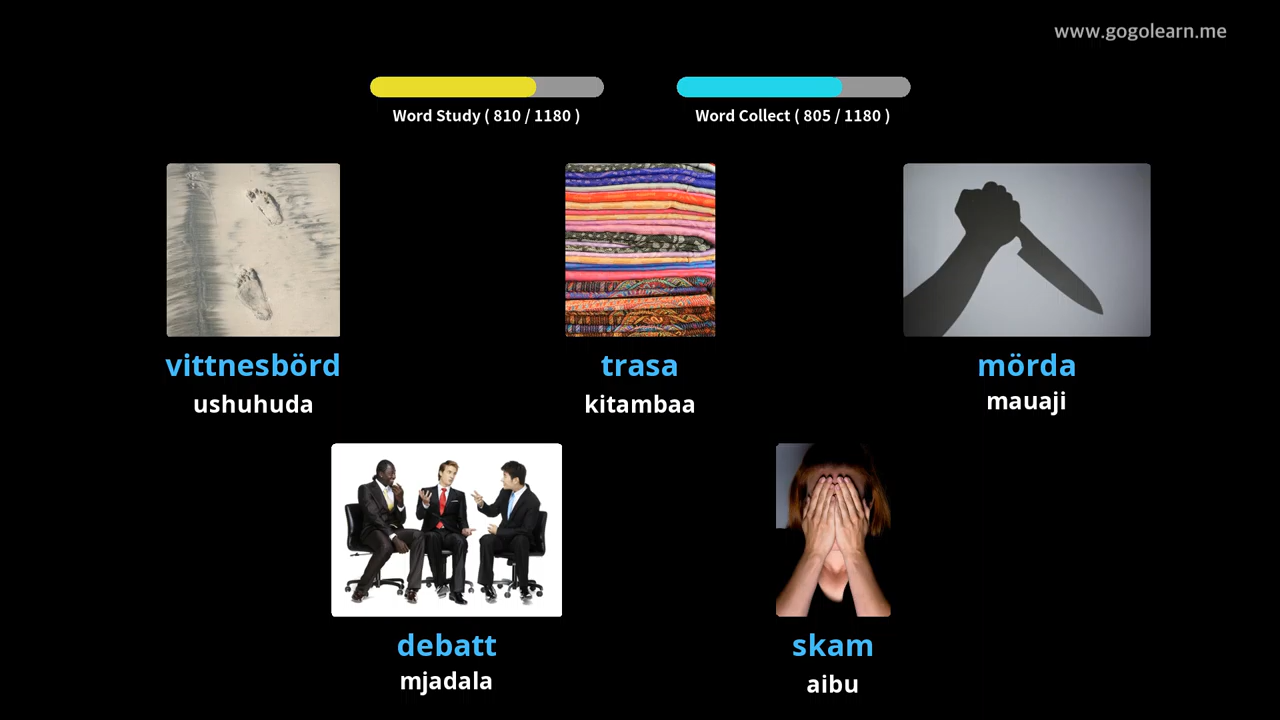 www.gogolearn.me
Word Study ( 810 / 1180 )
Word Collect ( 805 / 1180 )
vittnesbörd
ushuhuda
trasa
kitambaa
mörda
mauaji
debatt
mjadala
skam
aibu